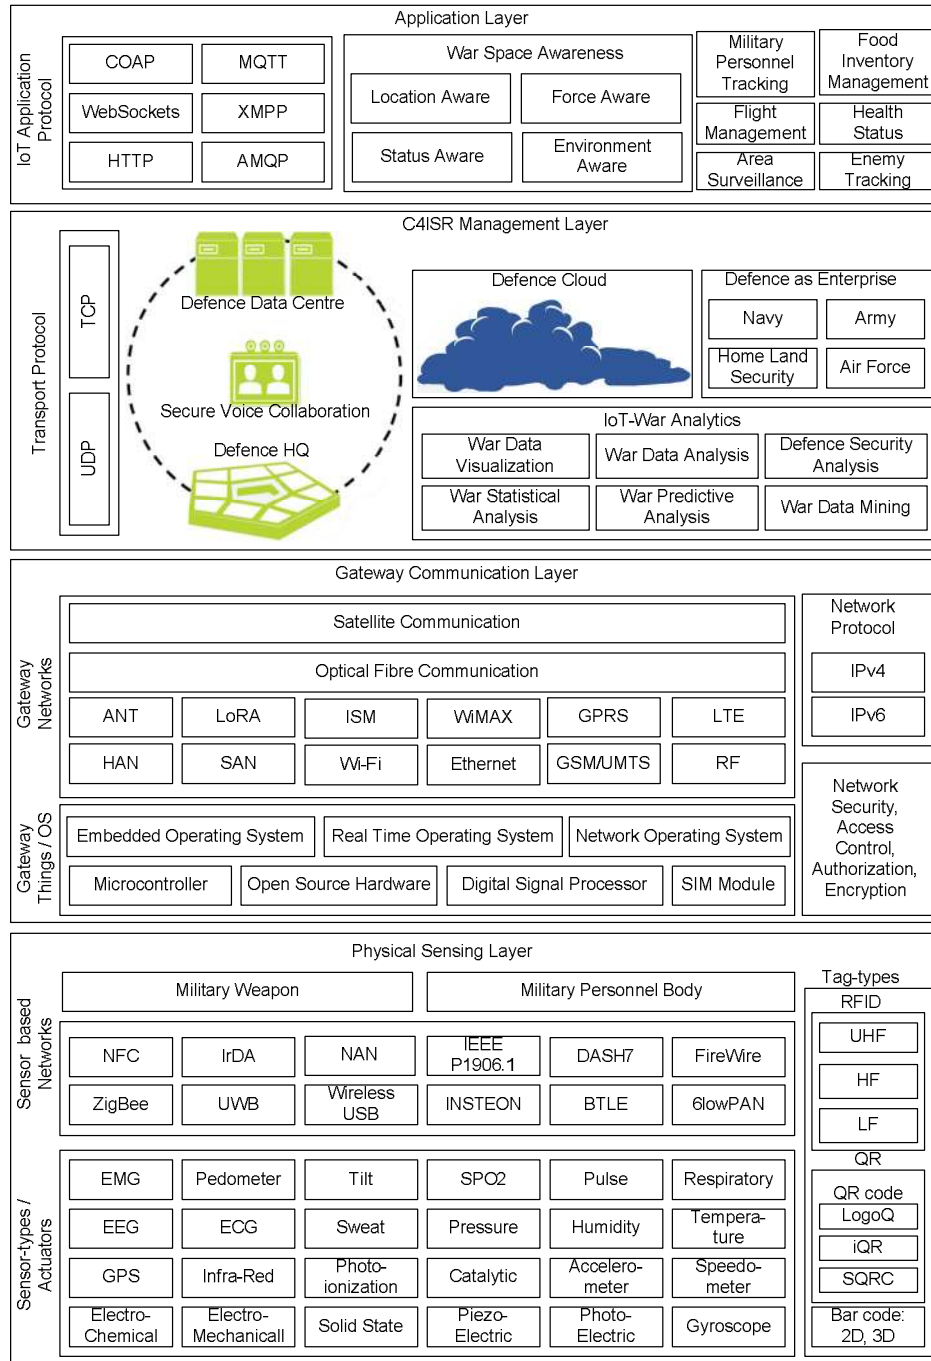 Application Layer
IoT Application
Protocol
COAP
MQTT
WebSockets
XMPP
HTTP
AMQP
War Space Awareness
Location Aware
Force Aware
Status Aware
Environment
Aware
Military
Personnel
Tracking
Food
Inventory
Management
Flight
Management
Health
Status
Area
Surveillance
Enemy
Tracking
C4ISR Management Layer
Transport Protocol
TCP
UDP
Defence Data Centre
Secure Voice Collaboration
Defence HQ
Defence Cloud
Defence as Enterprise
Navy
Army
Home Land
Security
Air Force
IoT-War Analytics
War Data
Visualization
War Data Analysis
Defence Security
Analysis
War Statistical
Analysis
War Predictive
Analysis
War Data Mining
Gateway Communication Layer
Gateway
Networks
Satellite Communication
Optical Fibre Communication
ANT
LoRA
ISM
WiMAX
GPRS
LTE
HAN
SAN
Wi-Fi
Ethernet
GSM/UMTS
RF
Network
Protocol
IPv4
IPv6
Gateway
Things / OS
Embedded Operating System
Real Time Operating System
Network Operating System
Microcontroller
Open Source Hardware
Digital Signal Processor
SIM Module
Network
Security,
Access
Control,
Authorization,
Encryption
Physical Sensing Layer
Sensor based
Networks
Military Weapon
Military Personnel Body
NFC
IrDA
NAN
IEEE
P1906.1
DASH7
FireWire
ZigBee
UWB
Wireless
USB
INSTEON
BTLE
6lowPAN
Sensor-types /
Actuators
EMG
Pedometer
Tilt
SPO2
Pulse
Respiratory
EEG
ECG
Sweat
Pressure
Humidity
Tempera-
ture
GPS
Infra-Red
Photo-
ionization
Catalytic
Accelero-
meter
Speedo-
meter
Electro-
Chemical
Electro-
Mechanicall
Solid State
Piezo-
Electric
Photo-
Electric
Gyroscope
Tag-types
RFID
UHF
HF
LF
QR
QR code
LogoQ
iQR
SQRC
Bar code:
2D, 3D